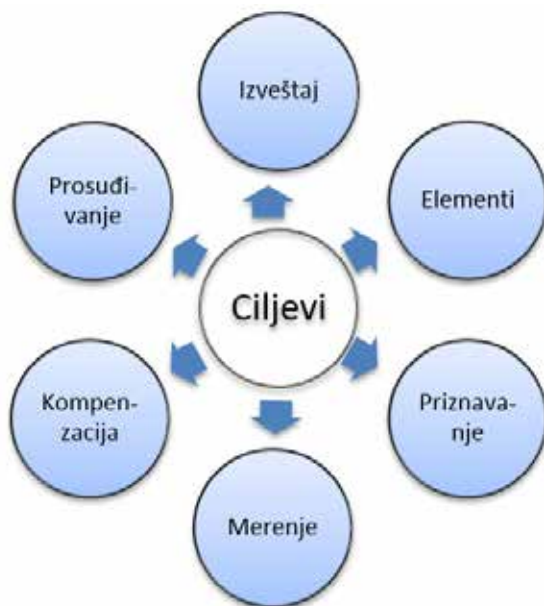 Izveštaj
Elementi
Priznava-
nje
Merenje
Kompen-
zacija
Prosuđi-
vanje
Ciljevi